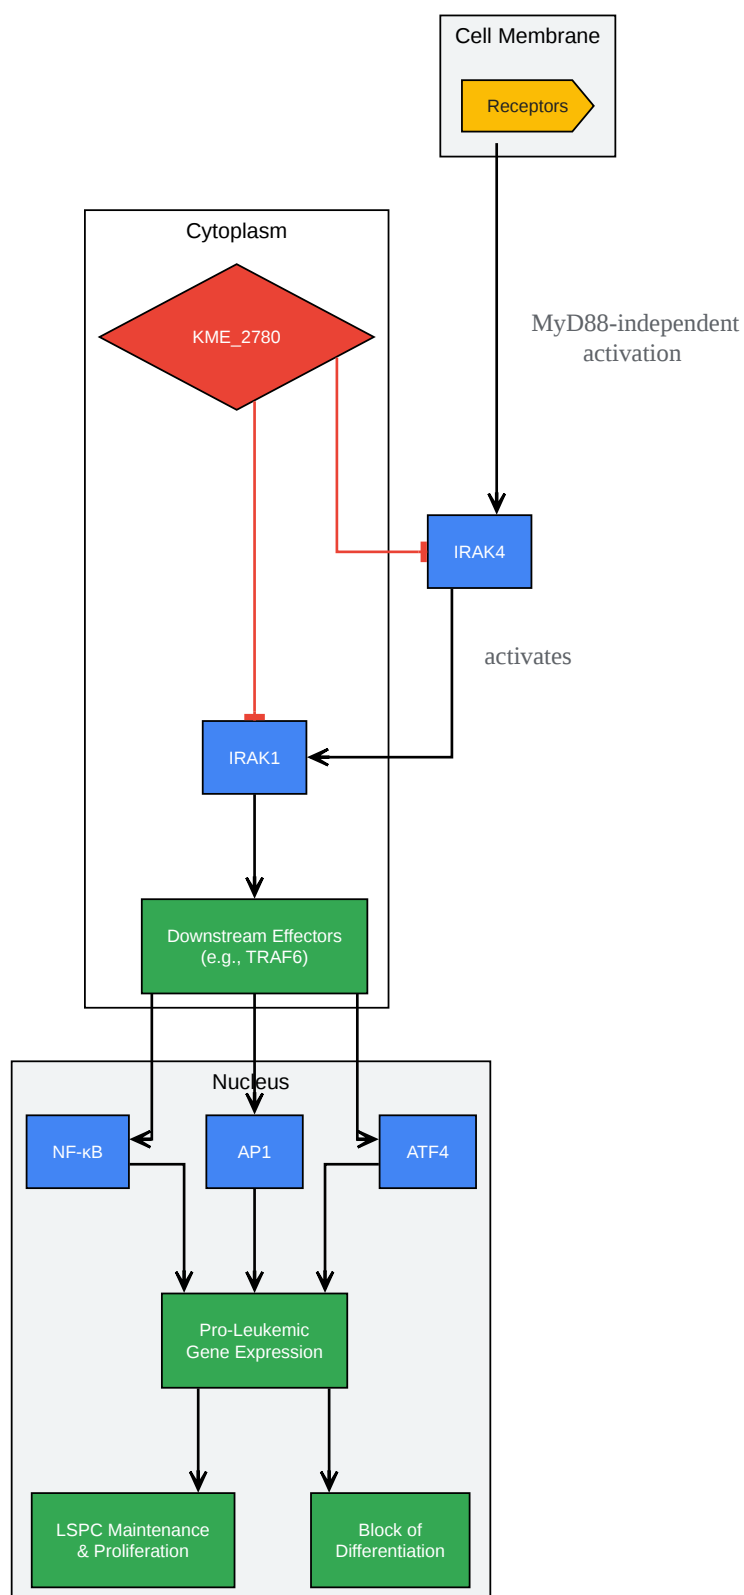 Cell Membrane
Receptors
Cytoplasm
KME_2780
MyD88-independent
activation
IRAK4
activates
IRAK1
Downstream Effectors
(e.g., TRAF6)
Nucleus
NF-κB
AP1
ATF4
Pro-Leukemic
Gene Expression
LSPC Maintenance
& Proliferation
Block of
Differentiation